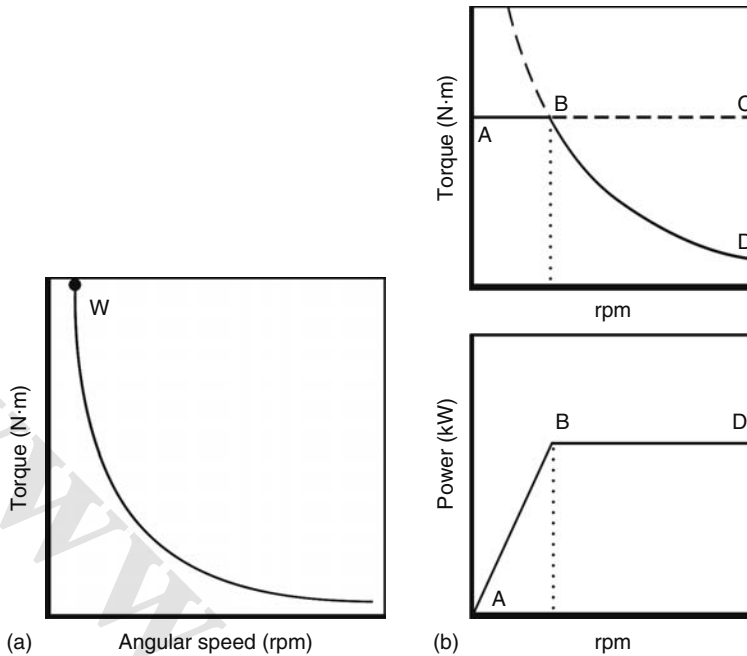 Torque (N·m)
W
Angular speed (rpm)
(a)
Torque (N·m)
A
B
C
D
rpm
Power (kW)
A
B
D
rpm
(b)